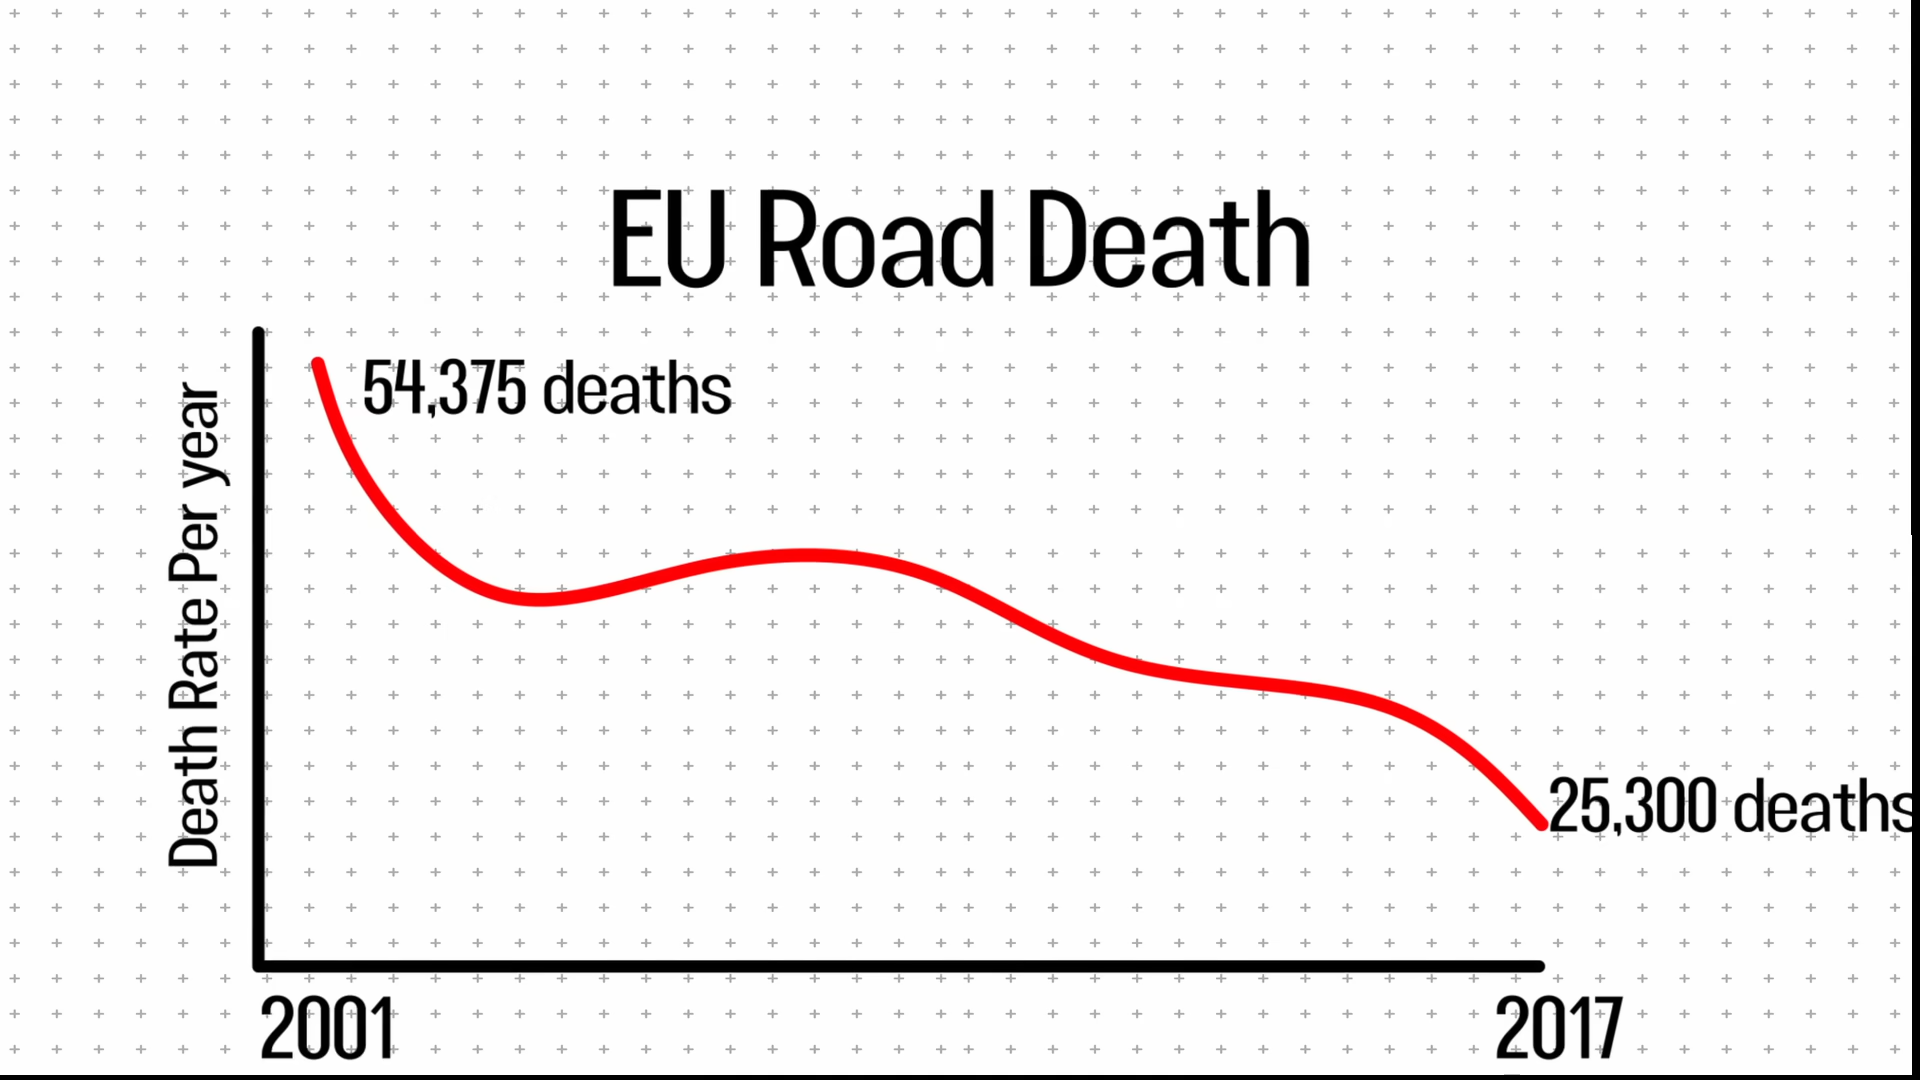 EU Road Death
54,375 deaths
Death Rate Per year
25,300 deaths
2001
2017